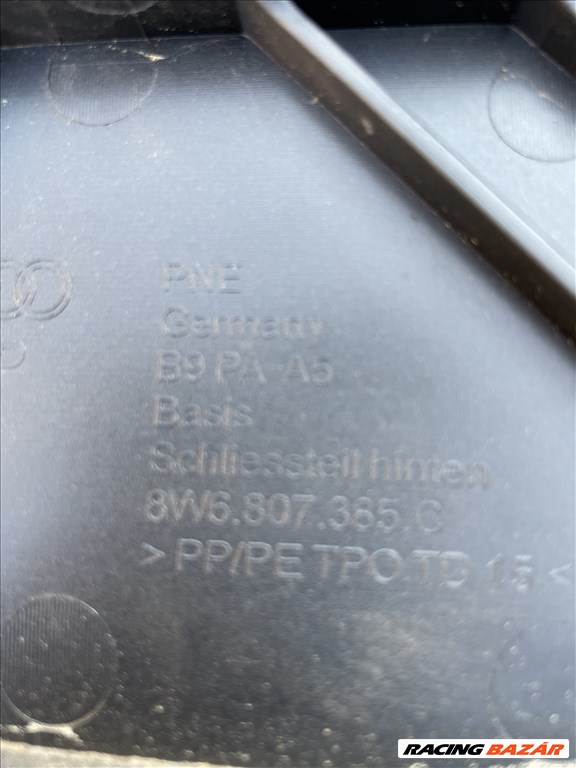 PNE
Germany
B9 PA A5
Basis
Schliessteil hinten
8W6.807.385.C
> PP/PE TPO TD 15 <
RACING BAZÁR